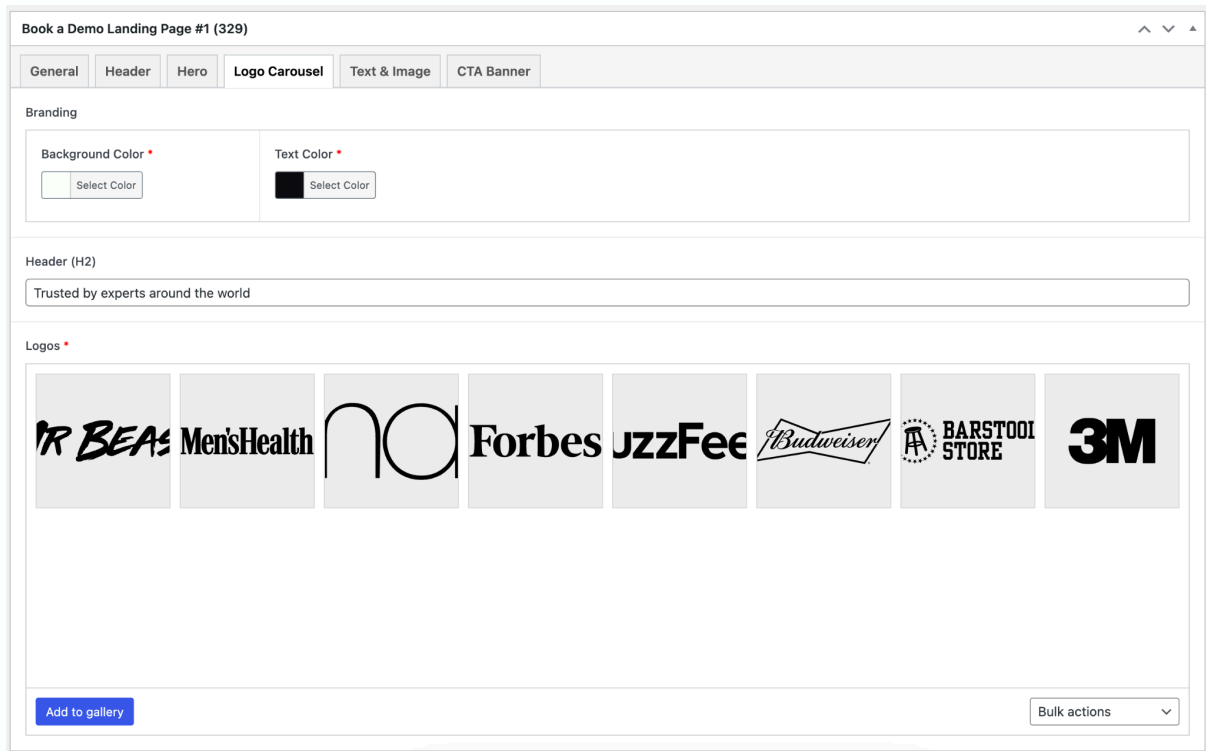 Book a Demo Landing Page #1 (329)
General Header Hero Logo Carousel Text & Image CTA Banner
Branding
Background Color * Text Color *
Select Color Select Color
Header (H2)
Trusted by experts around the world
Logos *
Men'sHealth Forbes uzzFee Budweiser BARSTOOL STORE 3M
Add to gallery Bulk actions